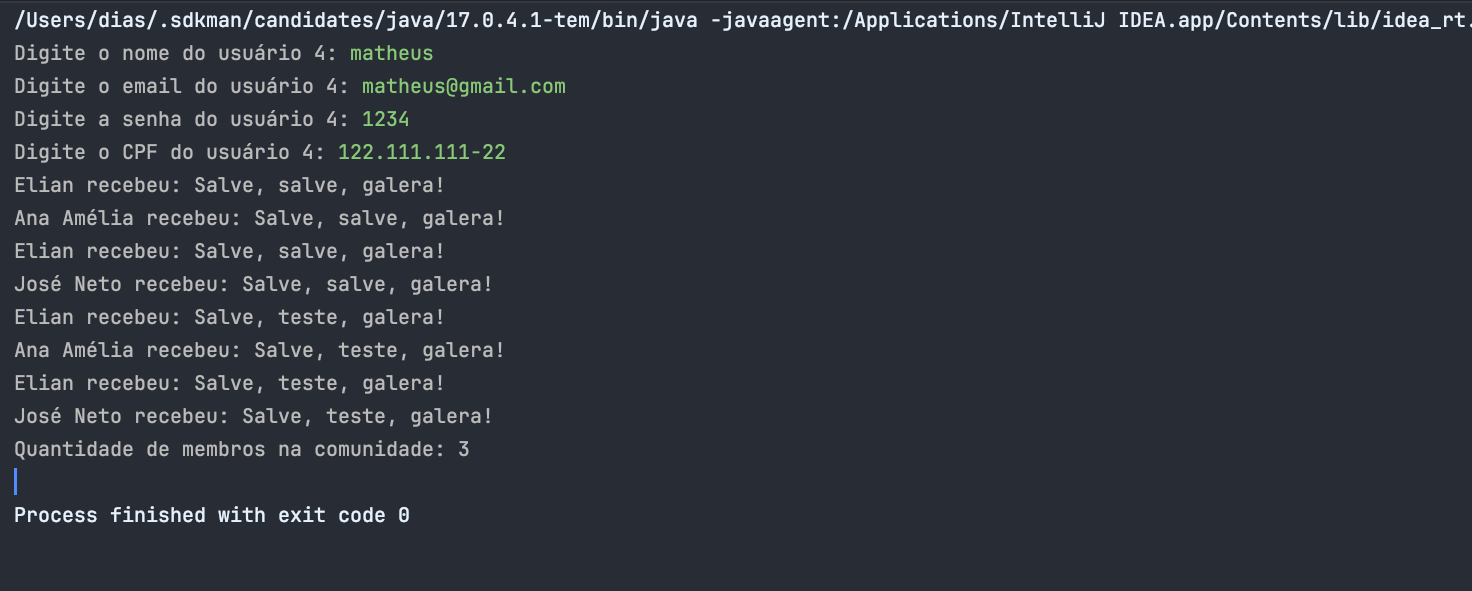 /Users/dias/.sdkman/candidates/java/17.0.4.1-tem/bin/java -javaagent:/Applications/IntelliJ IDEA.app/Contents/lib/idea_rt.
Digite o nome do usuário 4: matheus
Digite o email do usuário 4: matheus@gmail.com
Digite a senha do usuário 4: 1234
Digite o CPF do usuário 4: 122.111.111-22
Elian recebeu: Salve, salve, galera!
Ana Amélia recebeu: Salve, salve, galera!
Elian recebeu: Salve, salve, galera!
José Neto recebeu: Salve, salve, galera!
Elian recebeu: Salve, teste, galera!
Ana Amélia recebeu: Salve, teste, galera!
Elian recebeu: Salve, teste, galera!
José Neto recebeu: Salve, teste, galera!
Quantidade de membros na comunidade: 3
Process finished with exit code 0